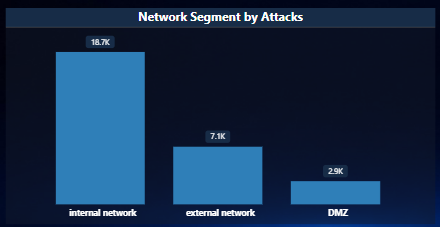 Network Segment by Attacks
18.7K
7.1K
2.9K
internal network
external network
DMZ